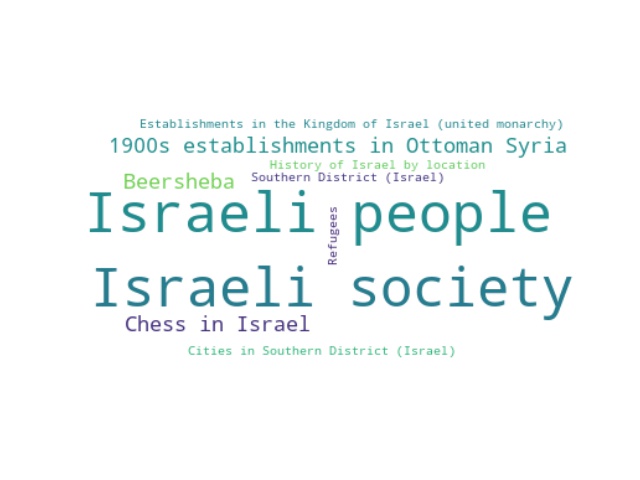 Establishments in the Kingdom of Israel (united monarchy)
1900s establishments in Ottoman Syria
History of Israel by location
Beersheba
Southern District (Israel)
Israeli people
Refugees
Israeli society
Chess in Israel
Cities in Southern District (Israel)